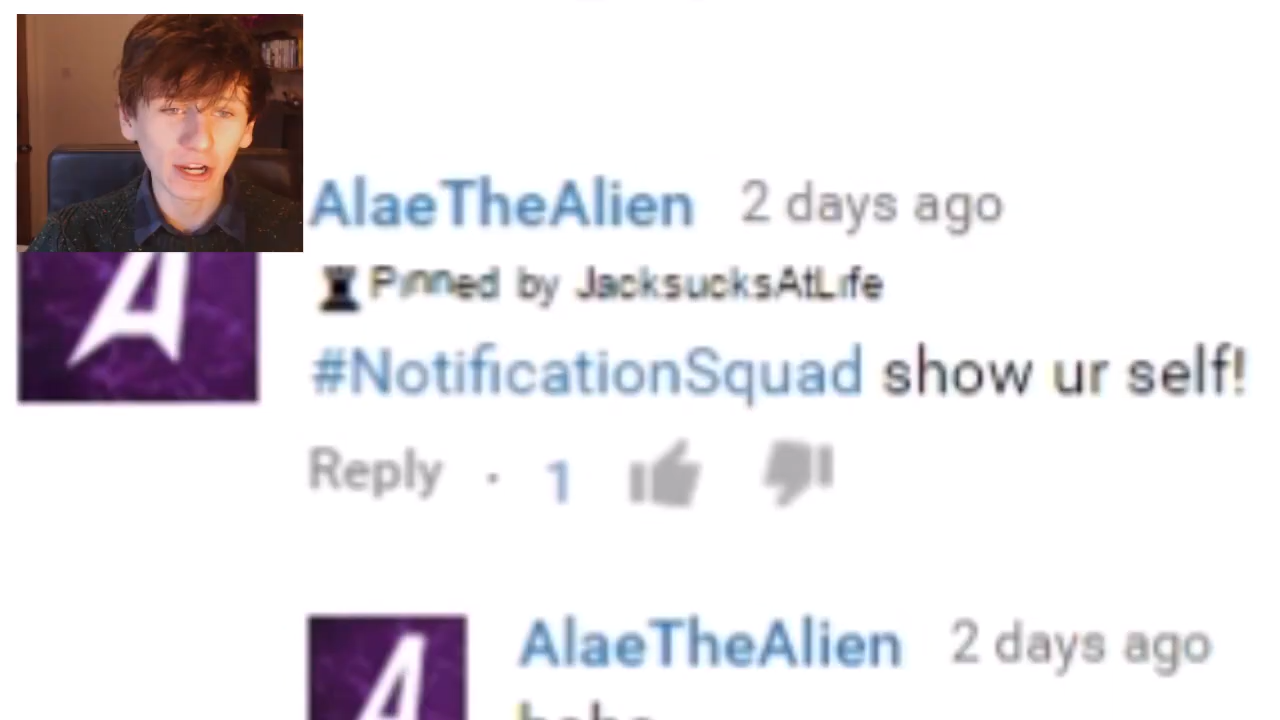 AlaeTheAlien 2 days ago
Pinned by JacksucksAtLife
#NotificationSquad show ur self!
Reply · 1
AlaeTheAlien 2 days ago